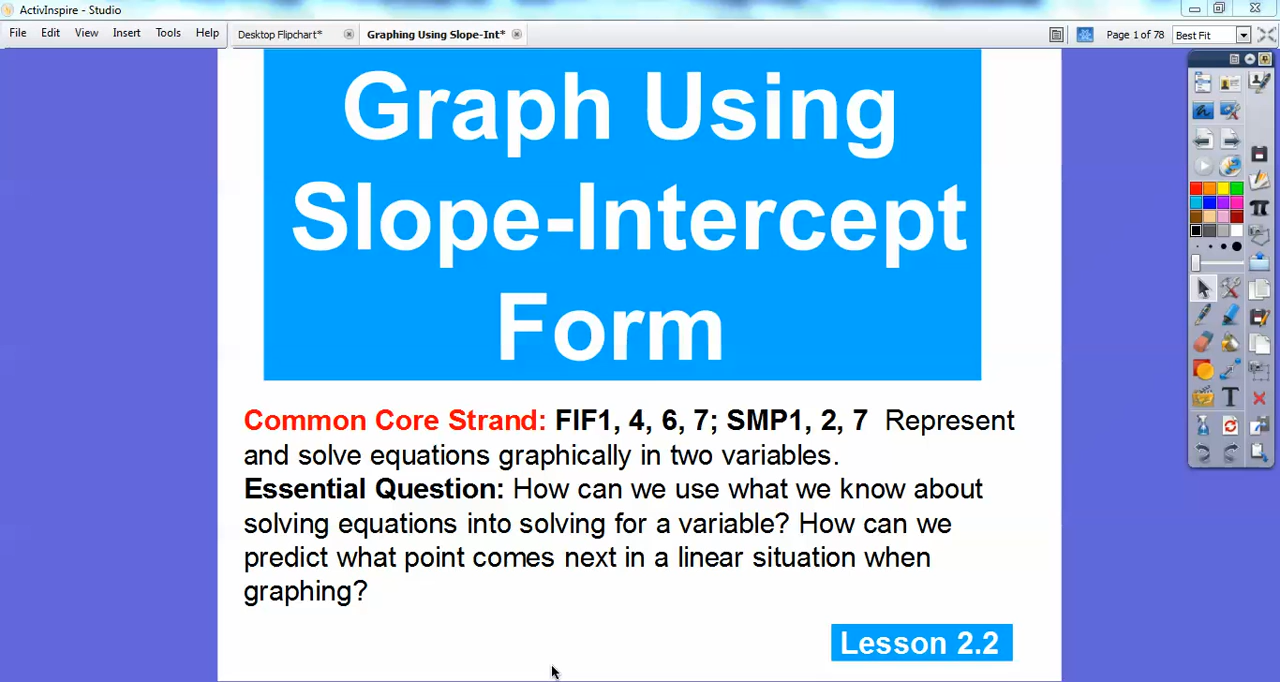 ActivInspire - Studio
File Edit View Insert Tools Help
Desktop Flipchart*
Graphing Using Slope-Int*
Page 1 of 78
Best Fit
Graph Using
Slope-Intercept
Form
Common Core Strand: FIF1, 4, 6, 7; SMP1, 2, 7 Represent
and solve equations graphically in two variables.
Essential Question: How can we use what we know about
solving equations into solving for a variable? How can we
predict what point comes next in a linear situation when
graphing?
Lesson 2.2